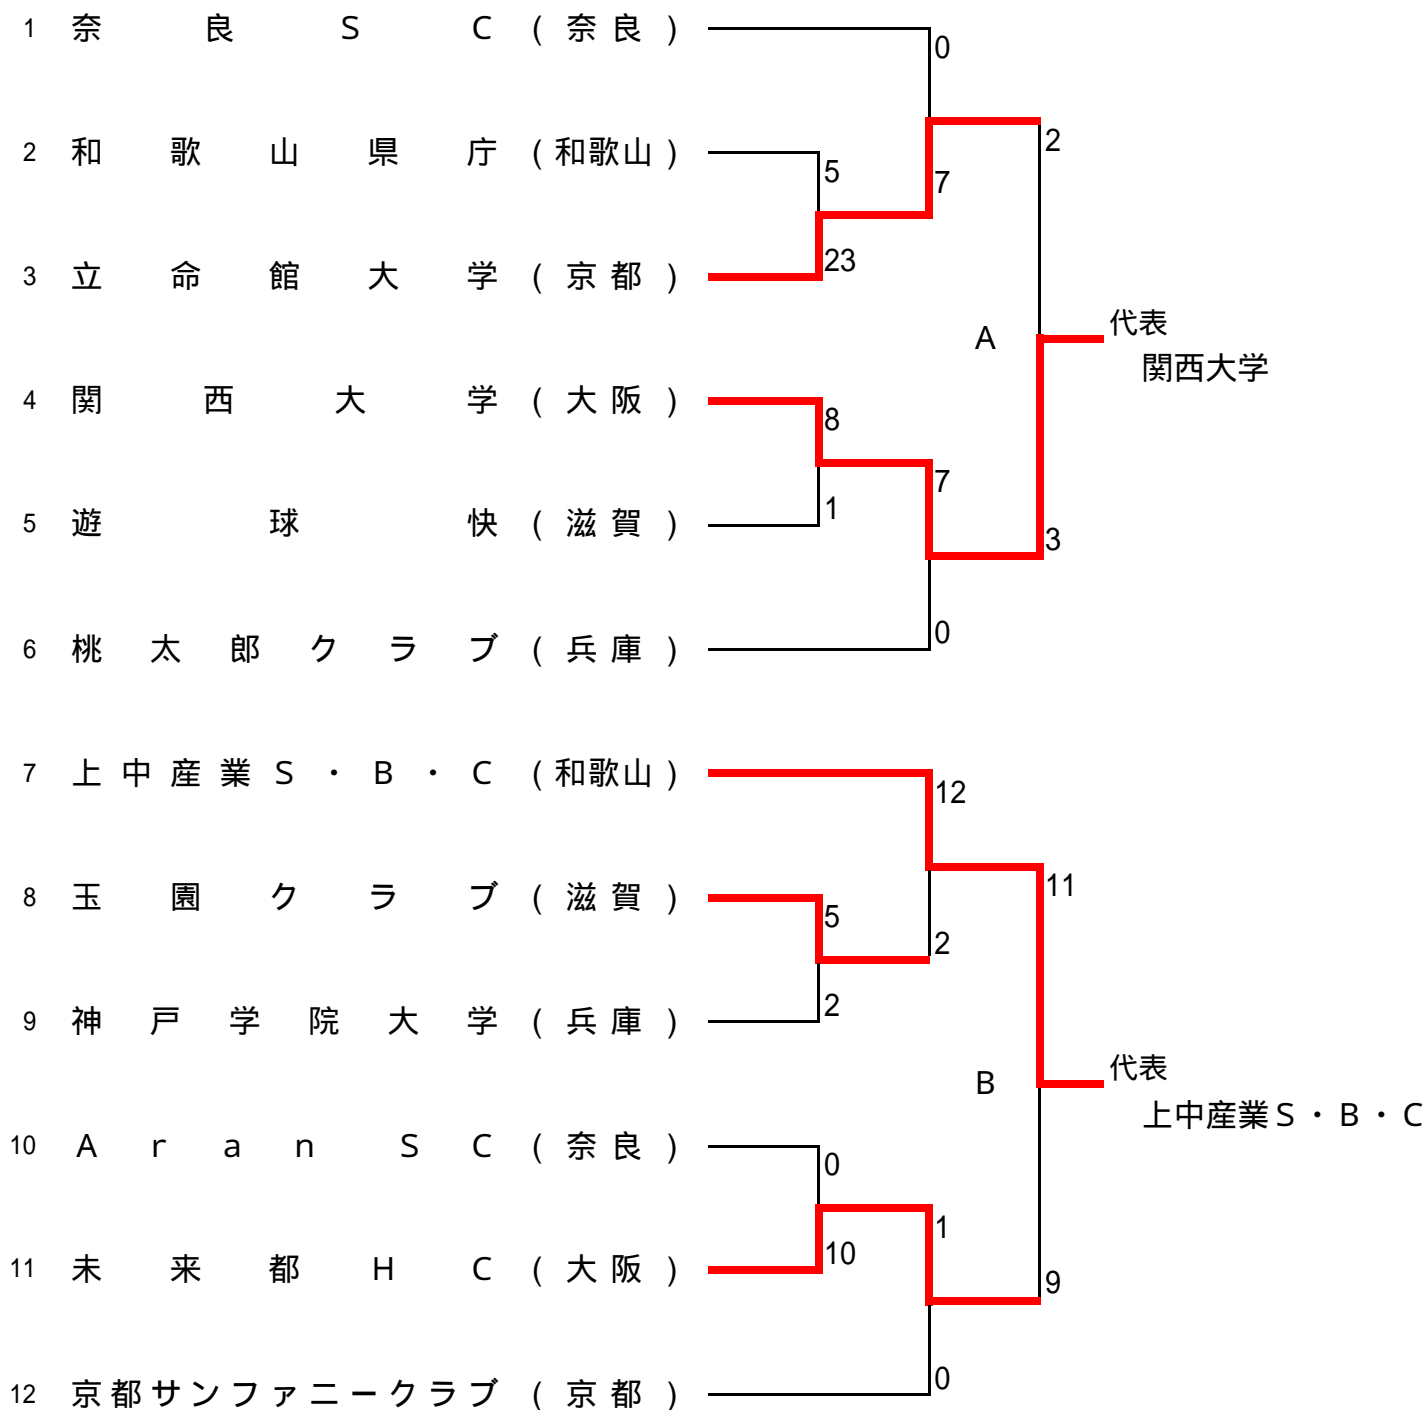 1 奈良SC (奈良)
0
2 和歌山県庁 (和歌山)
5
2
7
3 立命館大学 (京都)
23
A
代表
関西大学
4 関西大学 (大阪)
8
7
5 遊球快 (滋賀)
1
3
6 桃太郎クラブ (兵庫)
0
7 上中産業S・B・C (和歌山)
12
8 玉園クラブ (滋賀)
5
11
2
9 神戸学院大学 (兵庫)
2
B
代表
上中産業S・B・C
10 Aran SC (奈良)
0
1
11 未来都HC (大阪)
10
9
12 京都サンファニークラブ (京都)
0